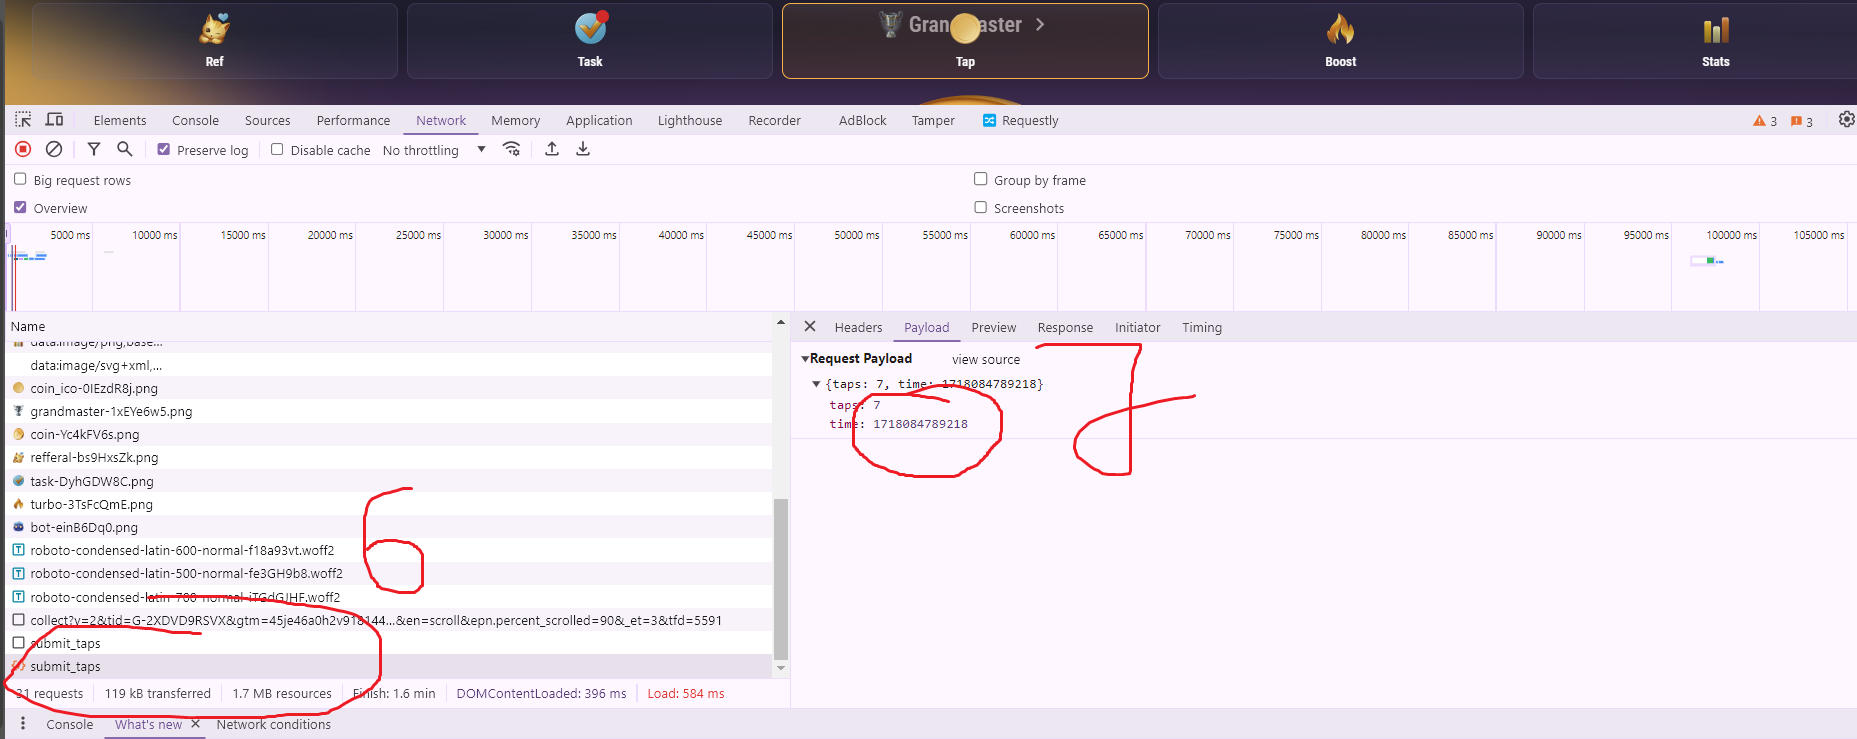 Ref
Task
Grandmaster >
Tap
Boost
Stats
Elements Console Sources Performance Network Memory Application Lighthouse Recorder AdBlock Tamper Requestly 3 3
Preserve log Disable cache No throttling
Big request rows Group by frame
Overview Screenshots
5000 ms 10000 ms 15000 ms 20000 ms 25000 ms 30000 ms 35000 ms 40000 ms 45000 ms 50000 ms 55000 ms 60000 ms 65000 ms 70000 ms 75000 ms 80000 ms 85000 ms 90000 ms 95000 ms 100000 ms 105000 ms
Name
data:image/png;base...
data:image/svg+xml,...
coin_ico-0IEzdR8j.png
grandmaster-1xEYe6w5.png
coin-Yc4kFV6s.png
refferal-bs9HxsZk.png
task-DyhGDW8C.png
turbo-3TsFcQmE.png
bot-einB6Dq0.png
roboto-condensed-latin-600-normal-f18a93vt.woff2
roboto-condensed-latin-500-normal-fe3GH9b8.woff2
roboto-condensed-latin-700-normal-iTGdGJHF.woff2
collect?v=2&tid=G-2XDVD9RSVX&gtm=45je46a0h2v918144...&en=scroll&epn.percent_scrolled=90&_et=3&tfd=5591
submit_taps
submit_taps
31 requests 119 kB transferred 1.7 MB resources Finish: 1.6 min DOMContentLoaded: 396 ms Load: 584 ms
6
Headers Payload Preview Response Initiator Timing
Request Payload view source
{taps: 7, time: 1718084789218}
taps: 7
time: 1718084789218
7
Console What's new Network conditions